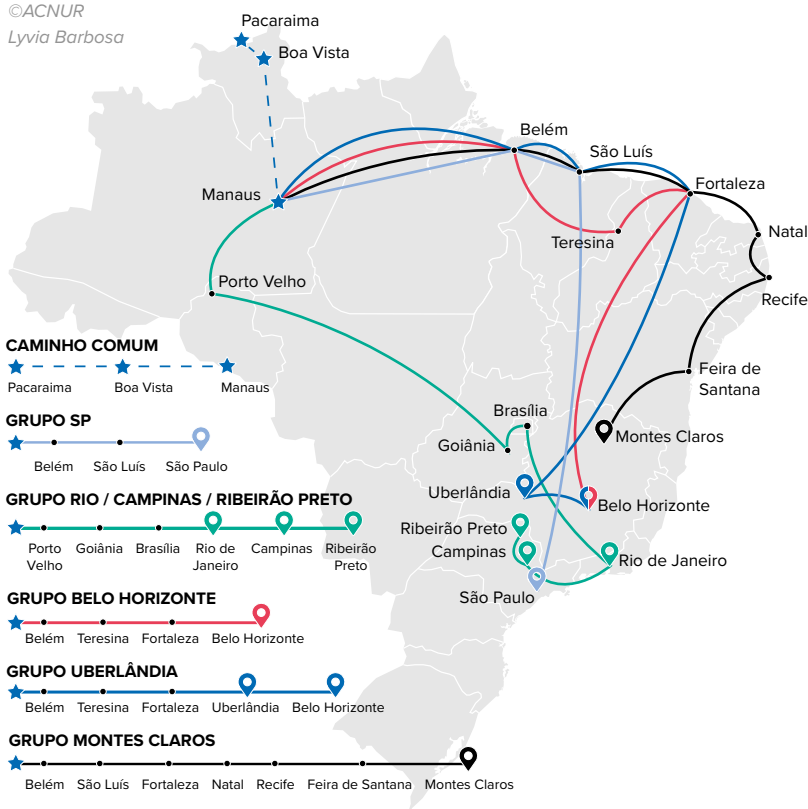 ©ACNUR
Lyvia Barbosa
Pacaraima
Boa Vista
Belém
São Luís
Manaus
Fortaleza
Teresina
Natal
Porto Velho
Recife
Feira de
Santana
Brasília
Goiânia
Montes Claros
Uberlândia
Belo Horizonte
Ribeirão Preto
Campinas
Rio de Janeiro
São Paulo
CAMINHO COMUM
Pacaraima Boa Vista Manaus
GRUPO SP
Belém São Luís São Paulo
GRUPO RIO / CAMPINAS / RIBEIRÃO PRETO
Porto Goiânia Brasília Rio de Campinas Ribeirão
Velho Janeiro Preto
GRUPO BELO HORIZONTE
Belém Teresina Fortaleza Belo Horizonte
GRUPO UBERLÂNDIA
Belém Teresina Fortaleza Uberlândia Belo Horizonte
GRUPO MONTES CLAROS
Belém São Luís Fortaleza Natal Recife Feira de Santana Montes Claros